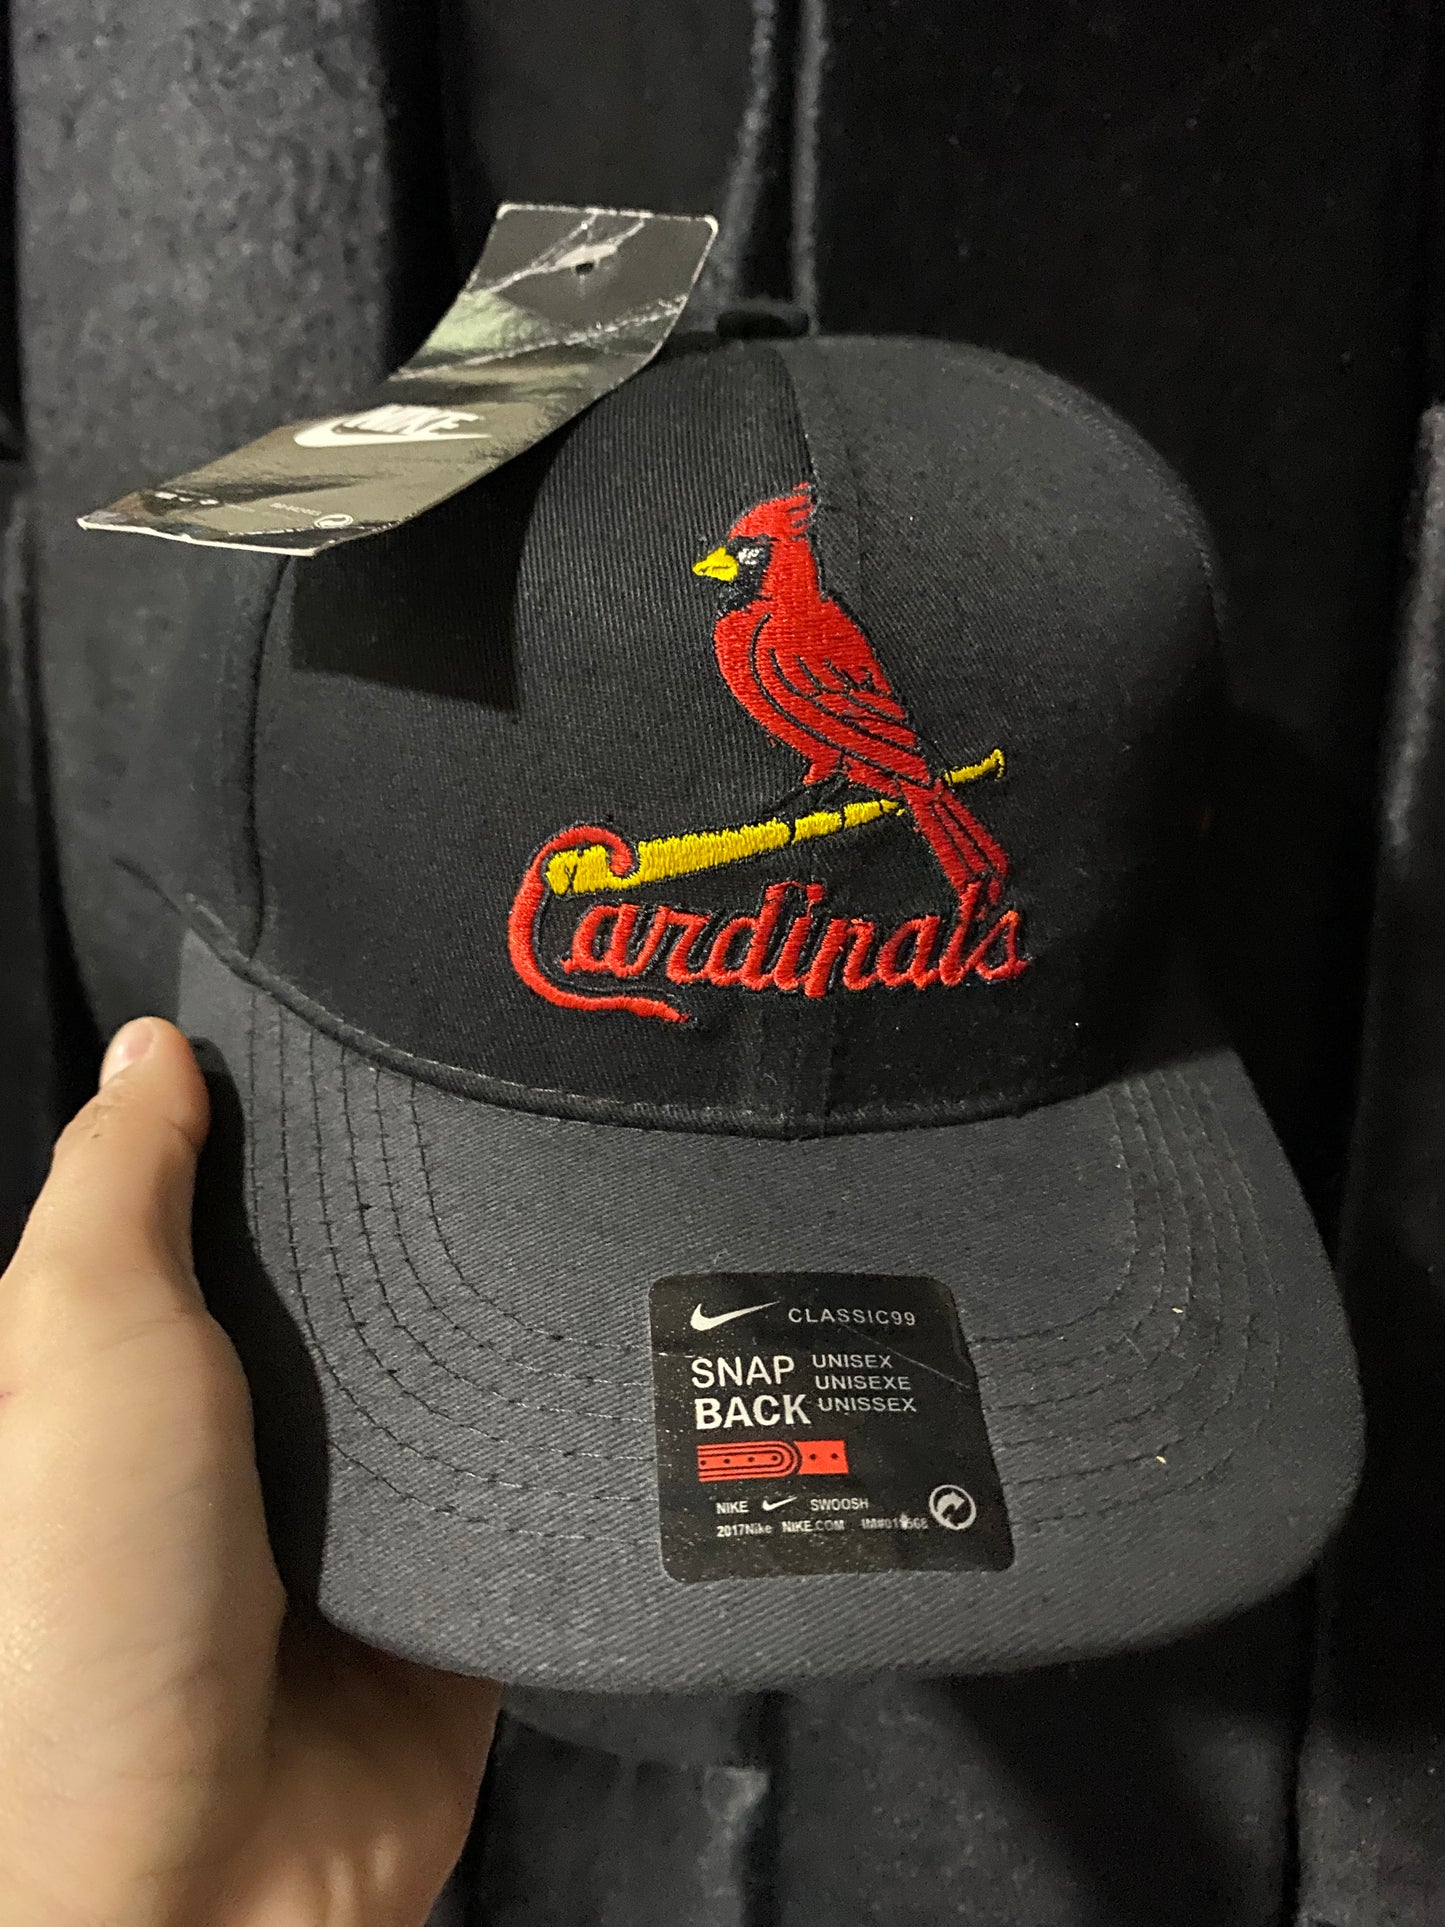 NIKE
Cardinals
CLASSIC99
SNAP BACK
UNISEX
UNISEXE
UNISSEX
NIKE SWOOSH
2017Nike NIKE.COM